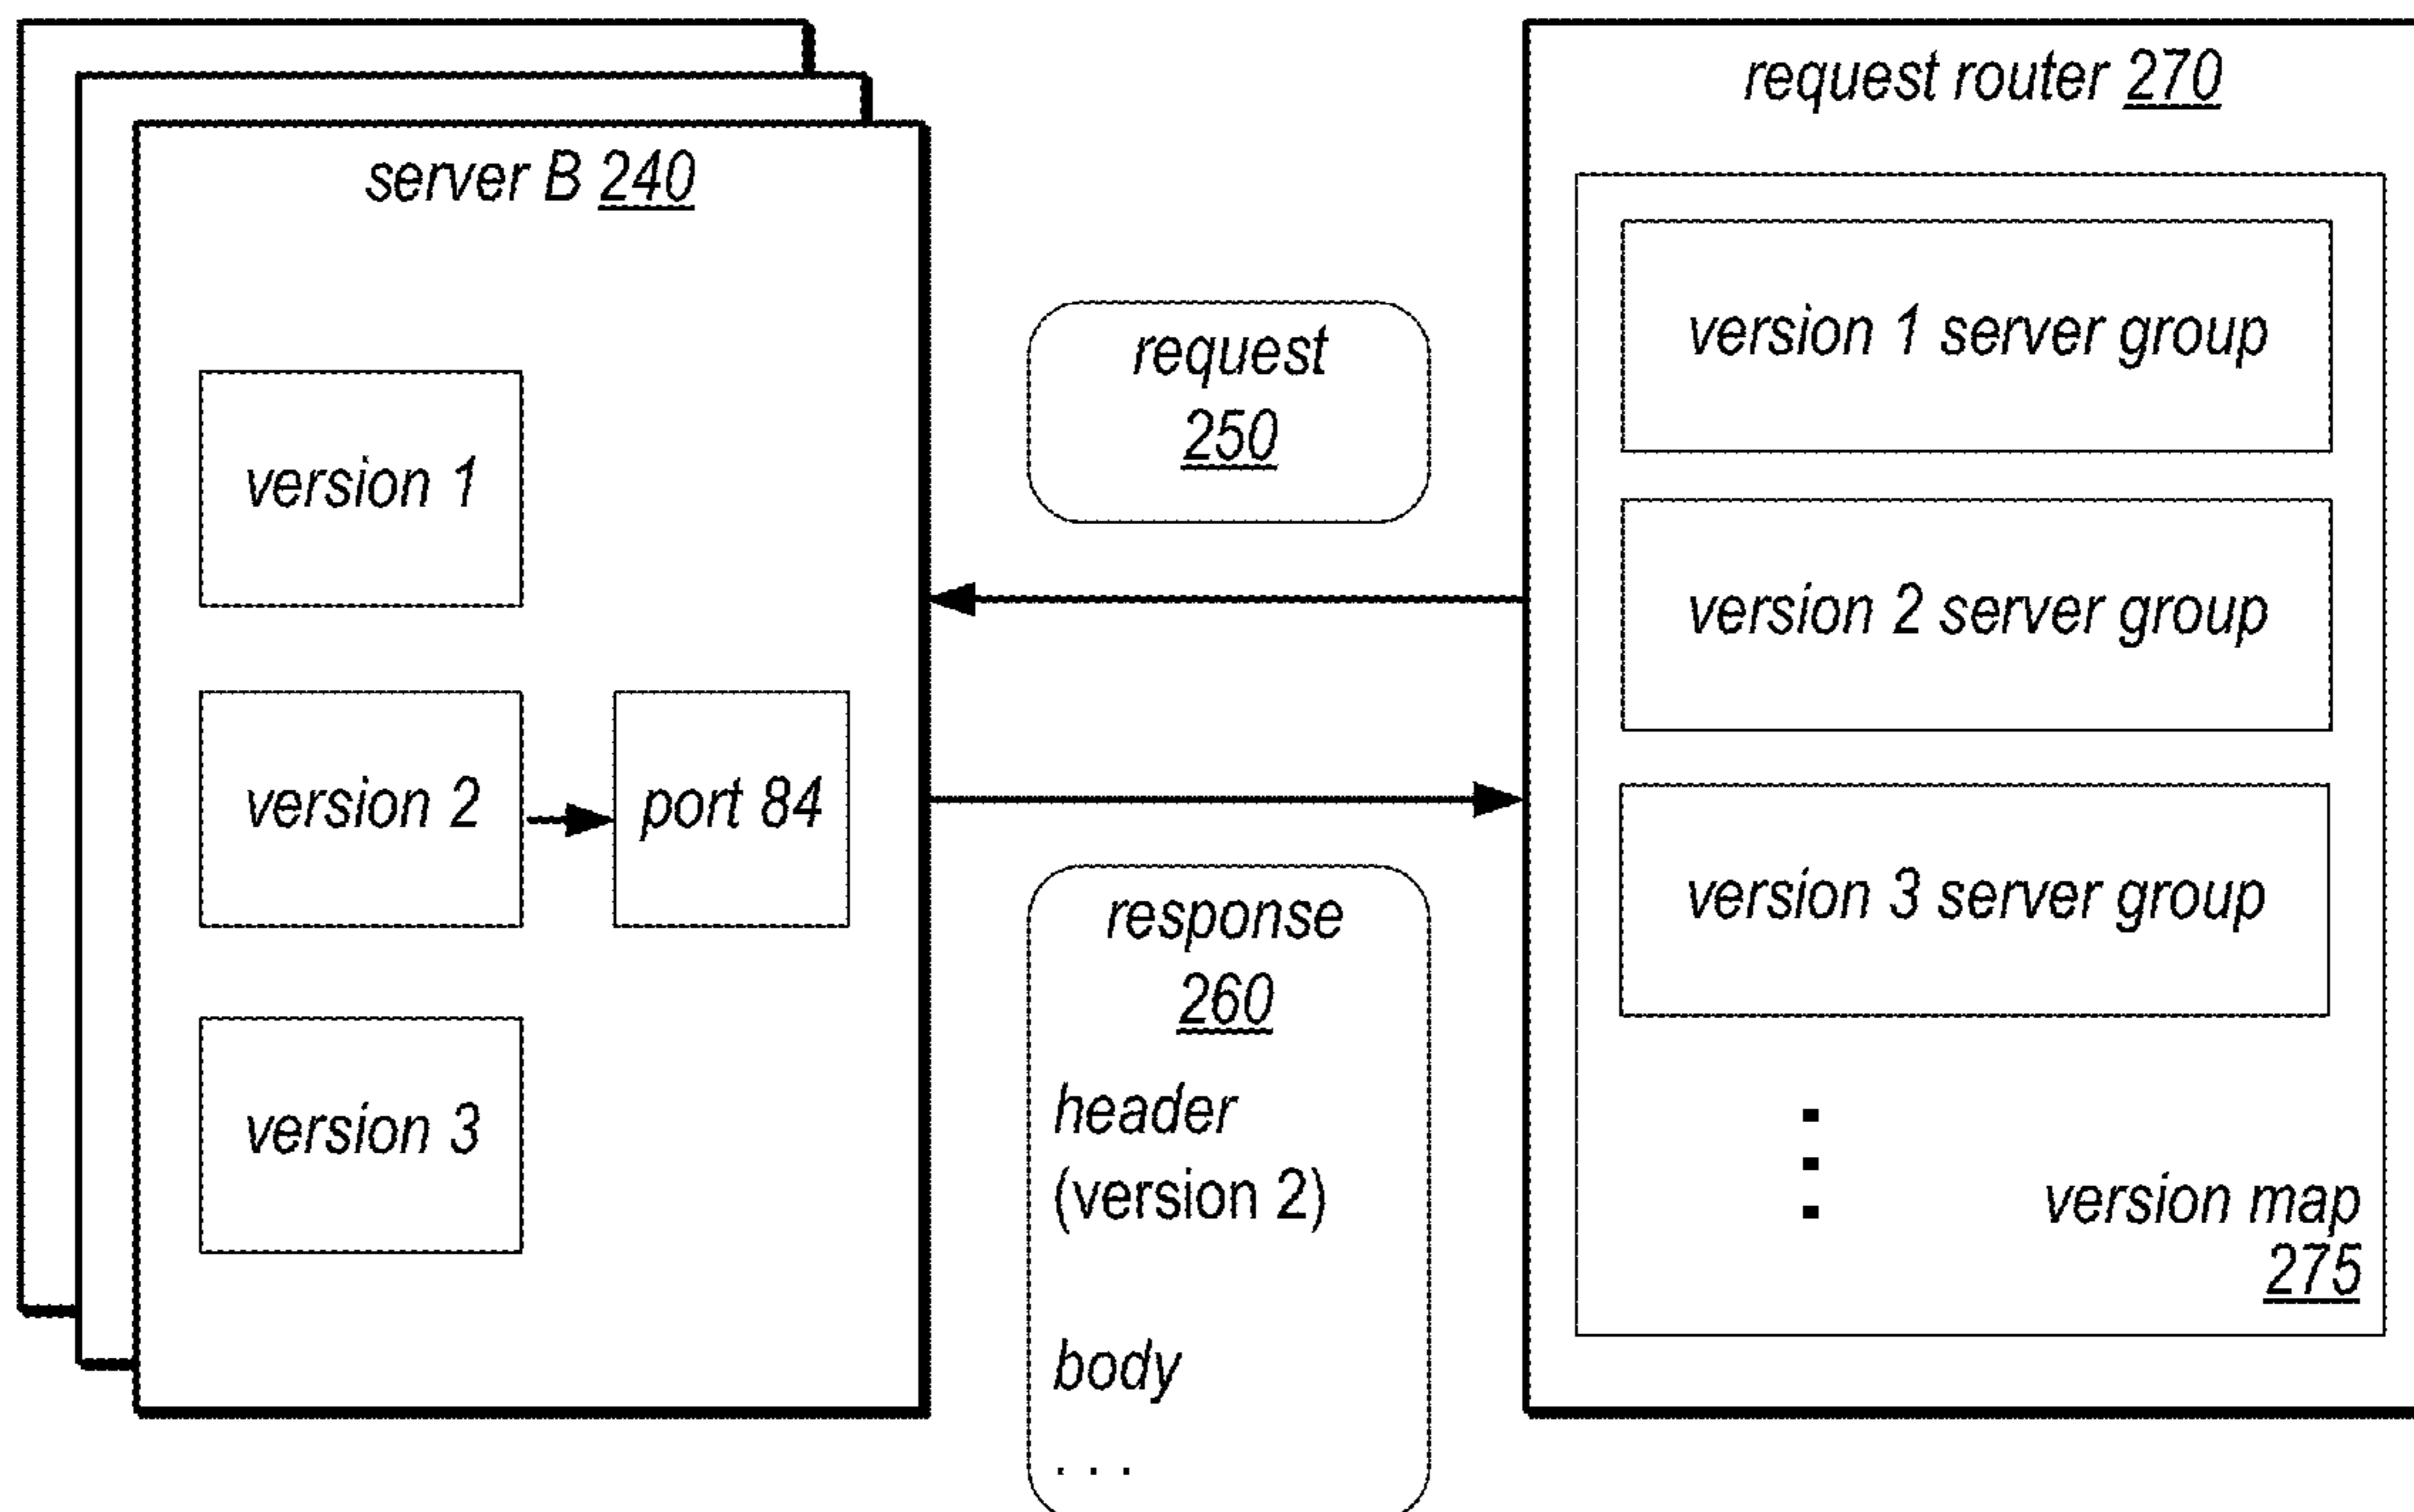 server B 240
version 1
version 2
port 84
version 3
request
250
response
260
header
(version 2)
body
. . .
request router 270
version 1 server group
version 2 server group
version 3 server group
version map
275